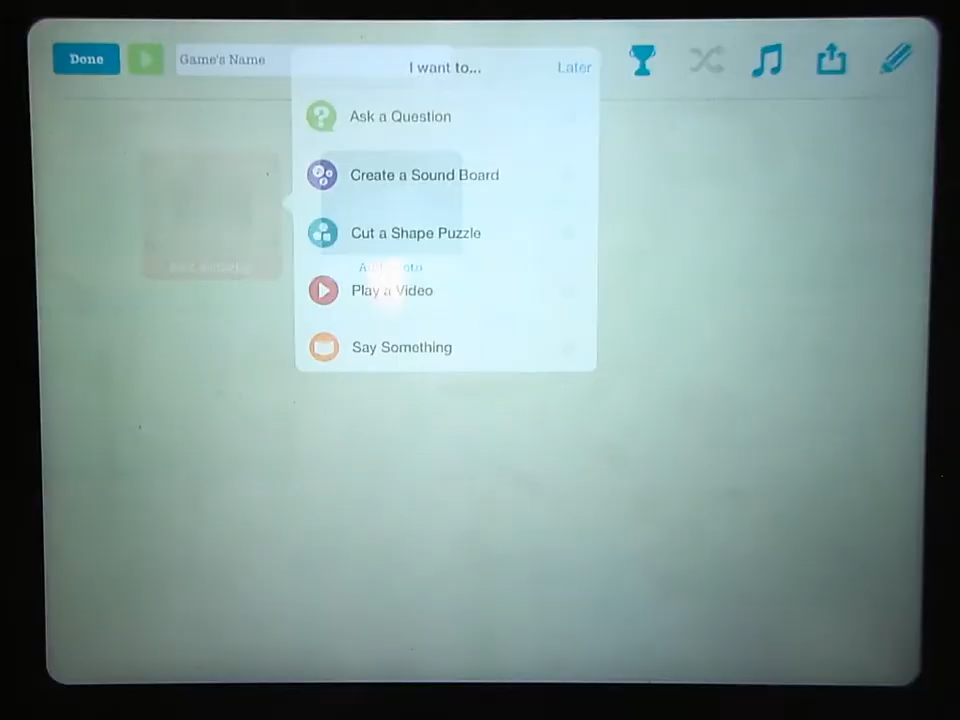 Done
Game's Name
I want to...
Later
Ask a Question
Create a Sound Board
Cut a Shape Puzzle
Play a Video
Say Something